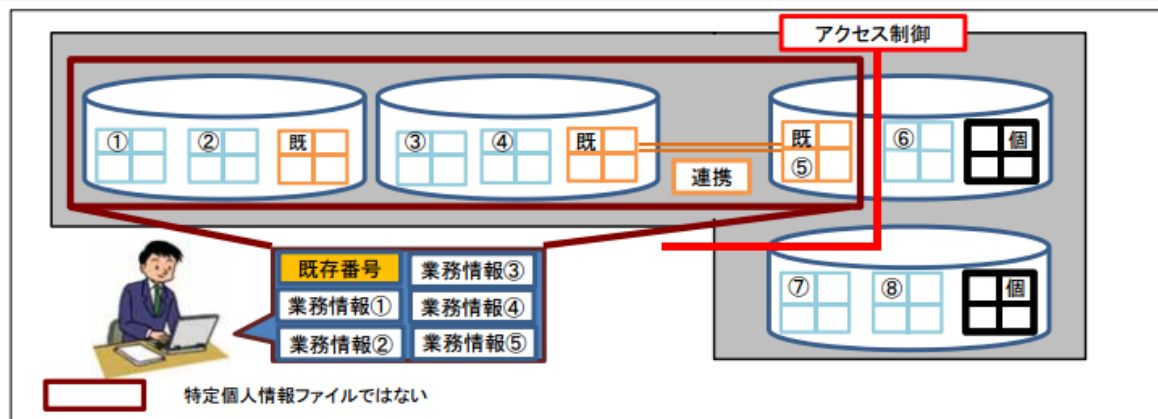 アクセス制御
① ② 既 ③ ④ 既 既 ⑥ 個
⑤
連携
既存番号 業務情報③
業務情報① 業務情報④
業務情報② 業務情報⑤
⑦ ⑧ 個
特定個人情報ファイルではない